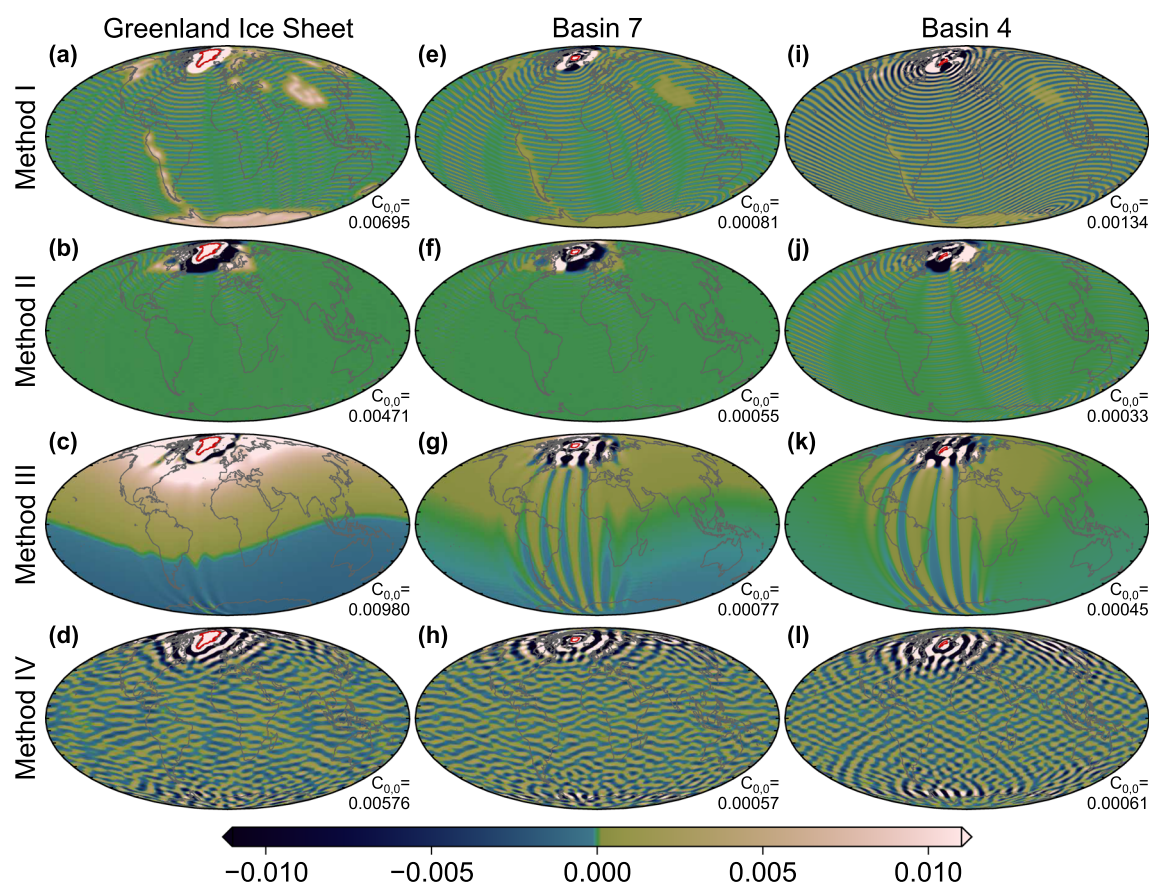 Greenland Ice Sheet
Basin 7
Basin 4
Method I
(a)
C0,0=
0.00695
(e)
C0,0=
0.00081
(i)
C0,0=
0.00134
Method II
(b)
C0,0=
0.00471
(f)
C0,0=
0.00055
(j)
C0,0=
0.00033
Method III
(c)
C0,0=
0.00980
(g)
C0,0=
0.00077
(k)
C0,0=
0.00045
Method IV
(d)
C0,0=
0.00576
(h)
C0,0=
0.00057
(l)
C0,0=
0.00061
−0.010
−0.005
0.000
0.005
0.010